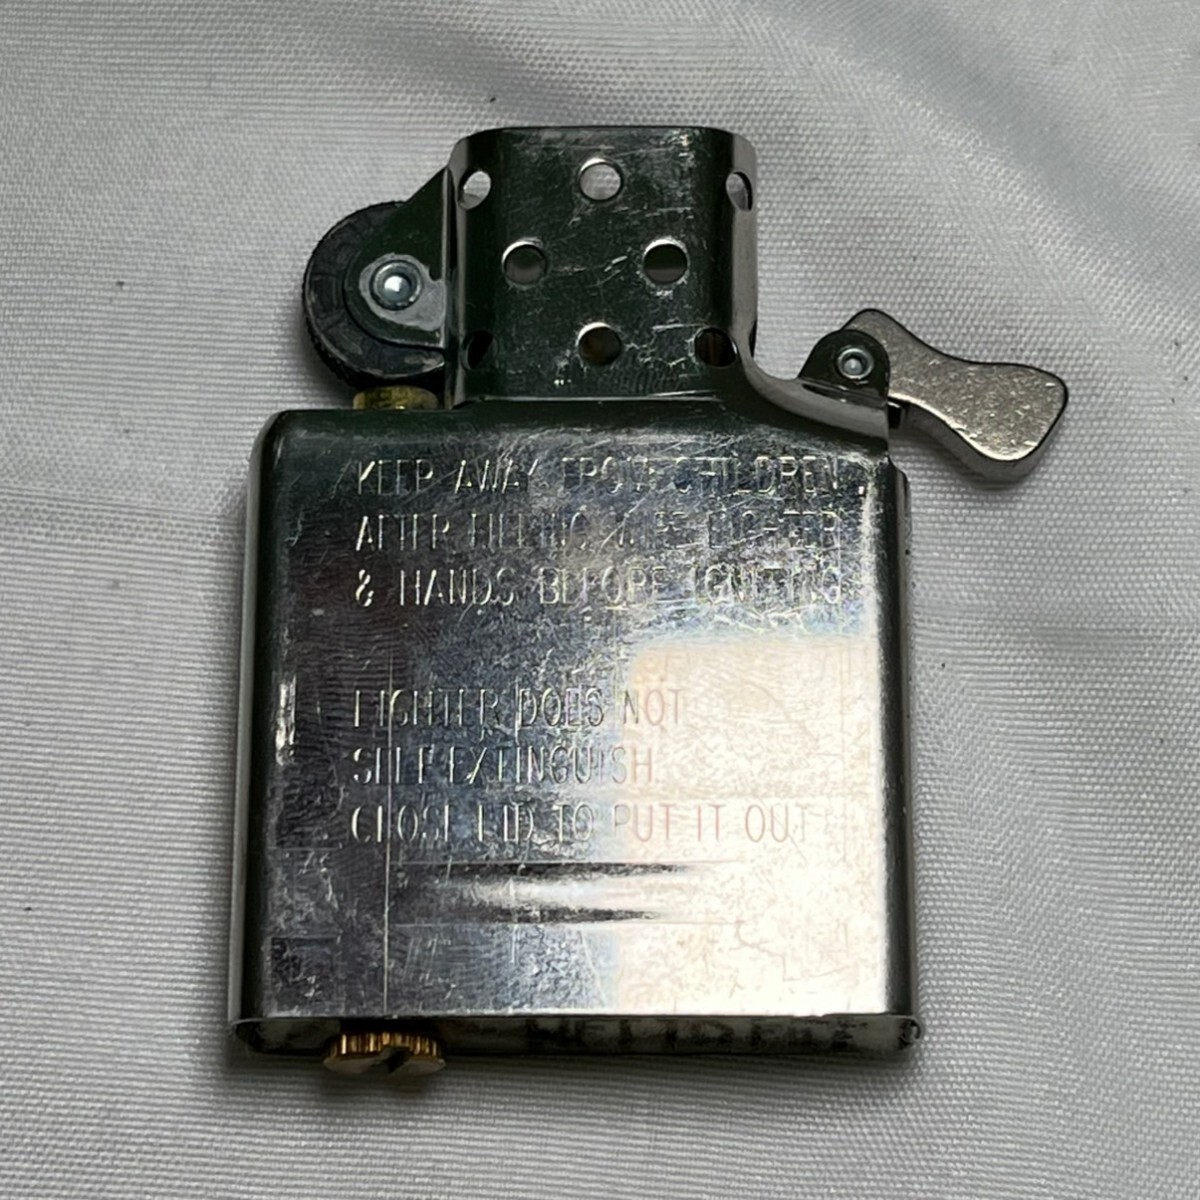 KEEP AWAY FROM CHILDREN.
AFTER FILLING, WIPE LIGHTER
& HANDS BEFORE IGNITING.
LIGHTER DOES NOT
SELF EXTINGUISH.
CLOSE LID TO PUT IT OUT